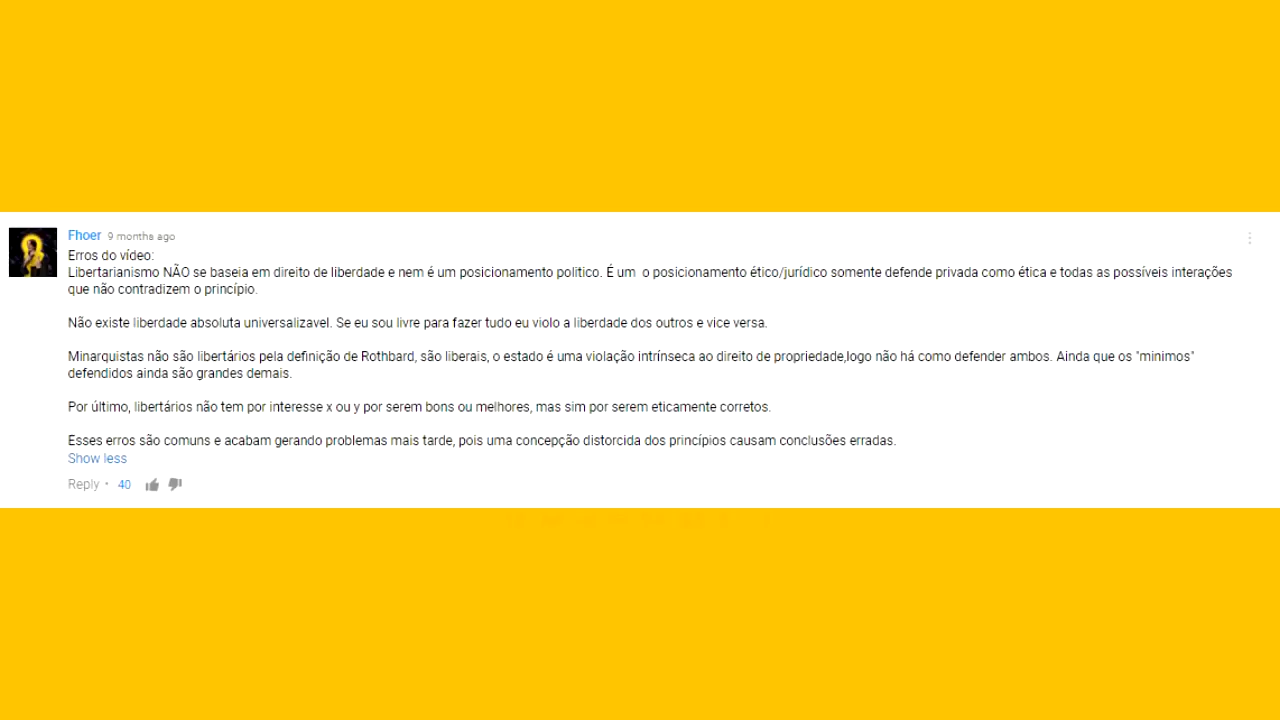 Fhoer 9 months ago
Erros do vídeo:
Libertarianismo NÃO se baseia em direito de liberdade e nem é um posicionamento politico. É um  o posicionamento ético/jurídico somente defende privada como ética e todas as possíveis interações
que não contradizem o princípio.
Não existe liberdade absoluta universalizavel. Se eu sou livre para fazer tudo eu violo a liberdade dos outros e vice versa.
Minarquistas não são libertários pela definição de Rothbard, são liberais, o estado é uma violação intrínseca ao direito de propriedade,logo não há como defender ambos. Ainda que os "minimos"
defendidos ainda são grandes demais.
Por último, libertários não tem por interesse x ou y por serem bons ou melhores, mas sim por serem eticamente corretos.
Esses erros são comuns e acabam gerando problemas mais tarde, pois uma concepção distorcida dos princípios causam conclusões erradas.
Show less
Reply • 40